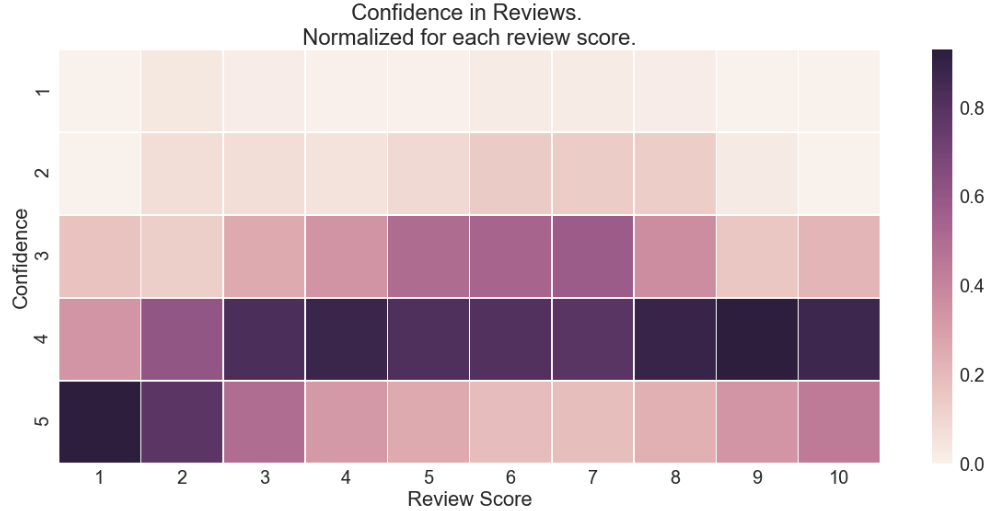 Confidence in Reviews.
Normalized for each review score.
Confidence
1
2
3
4
5
1 2 3 4 5 6 7 8 9 10
Review Score
0.8
0.6
0.4
0.2
0.0